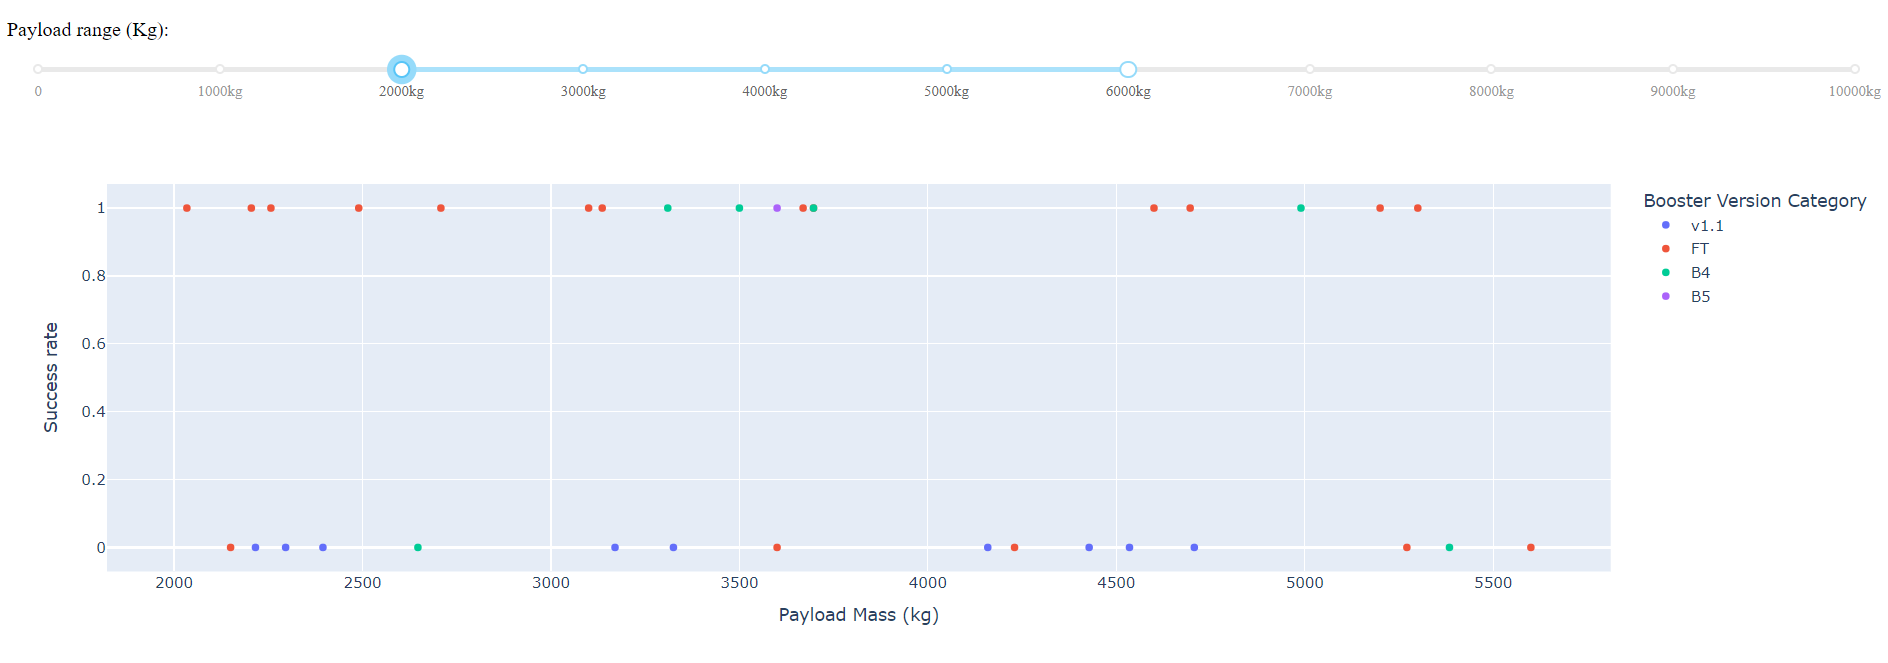 Payload range (Kg):
0 1000kg 2000kg 3000kg 4000kg 5000kg 6000kg 7000kg 8000kg 9000kg 10000kg
Booster Version Category
v1.1
FT
B4
B5
Success rate
1
0.8
0.6
0.4
0.2
0
2000 2500 3000 3500 4000 4500 5000 5500
Payload Mass (kg)